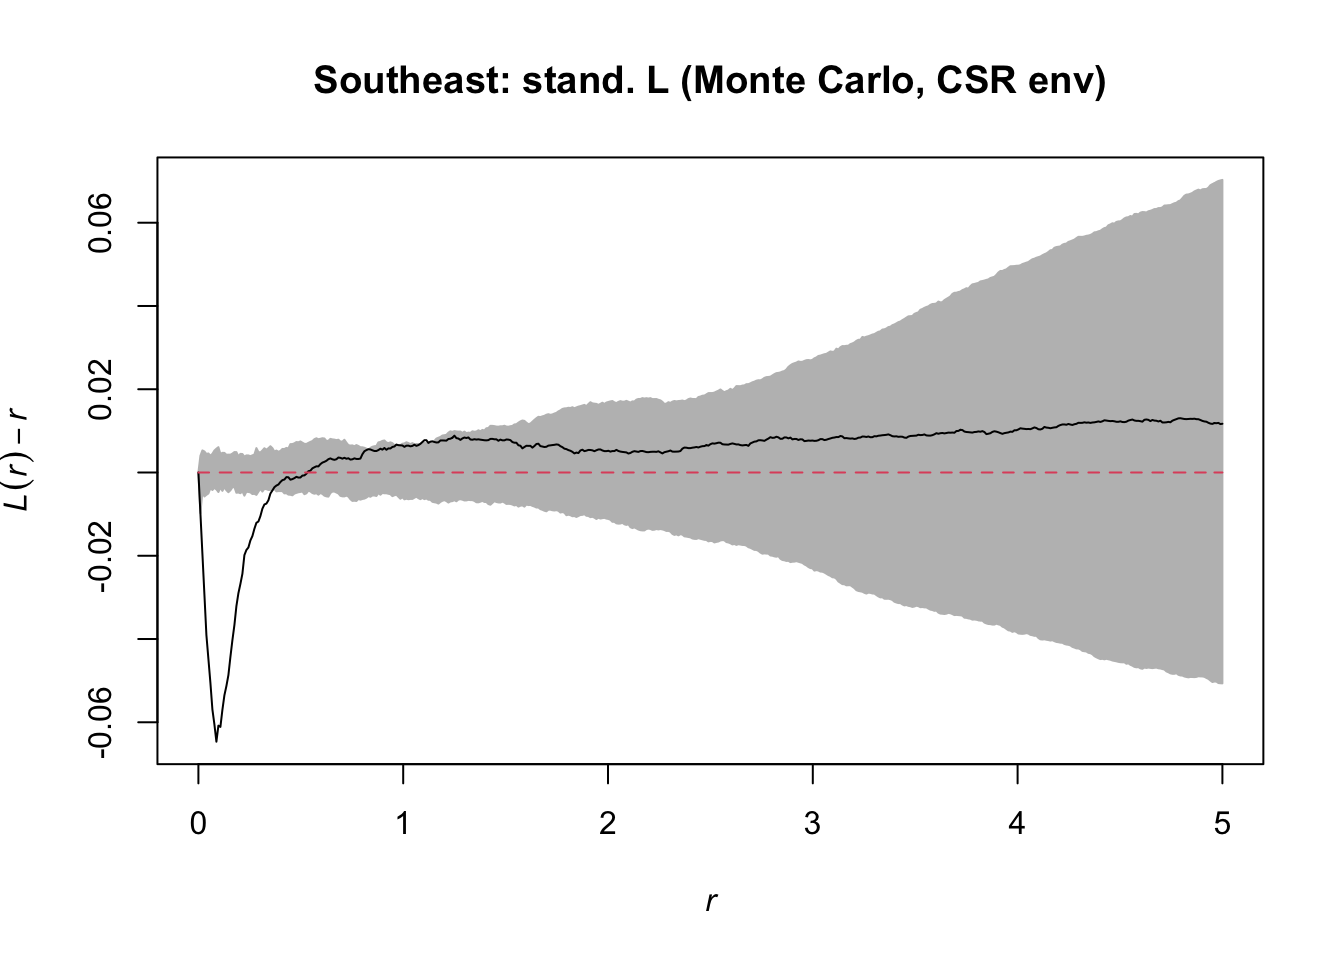 Southeast: stand. L (Monte Carlo, CSR env)
L(r) − r
0.06
0.02
-0.02
-0.06
0 1 2 3 4 5
r